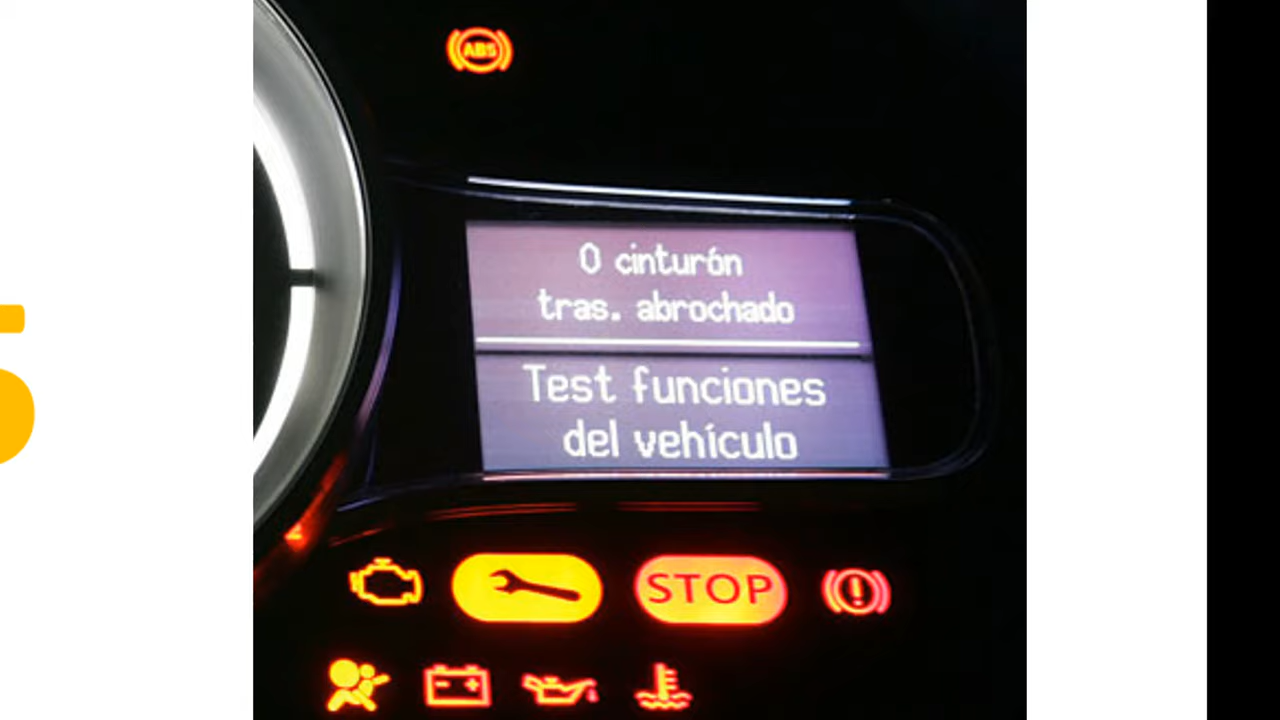 ABS
0 cinturón
tras. abrochado
Test funciones
del vehículo
STOP